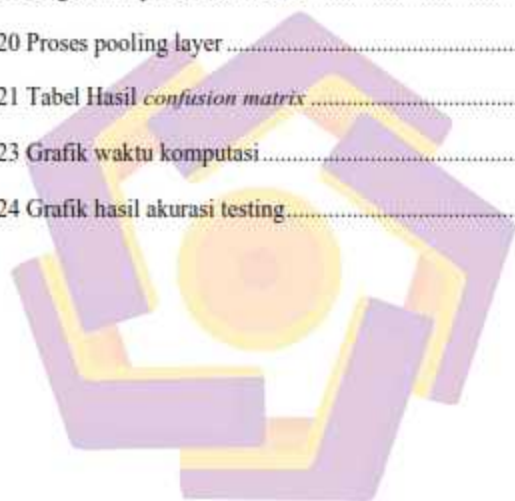 20 Proses pooling layer ..........................................................
21 Tabel Hasil confusion matrix ..........................................
23 Grafik waktu komputasi ..................................................
24 Grafik hasil akurasi testing..............................................